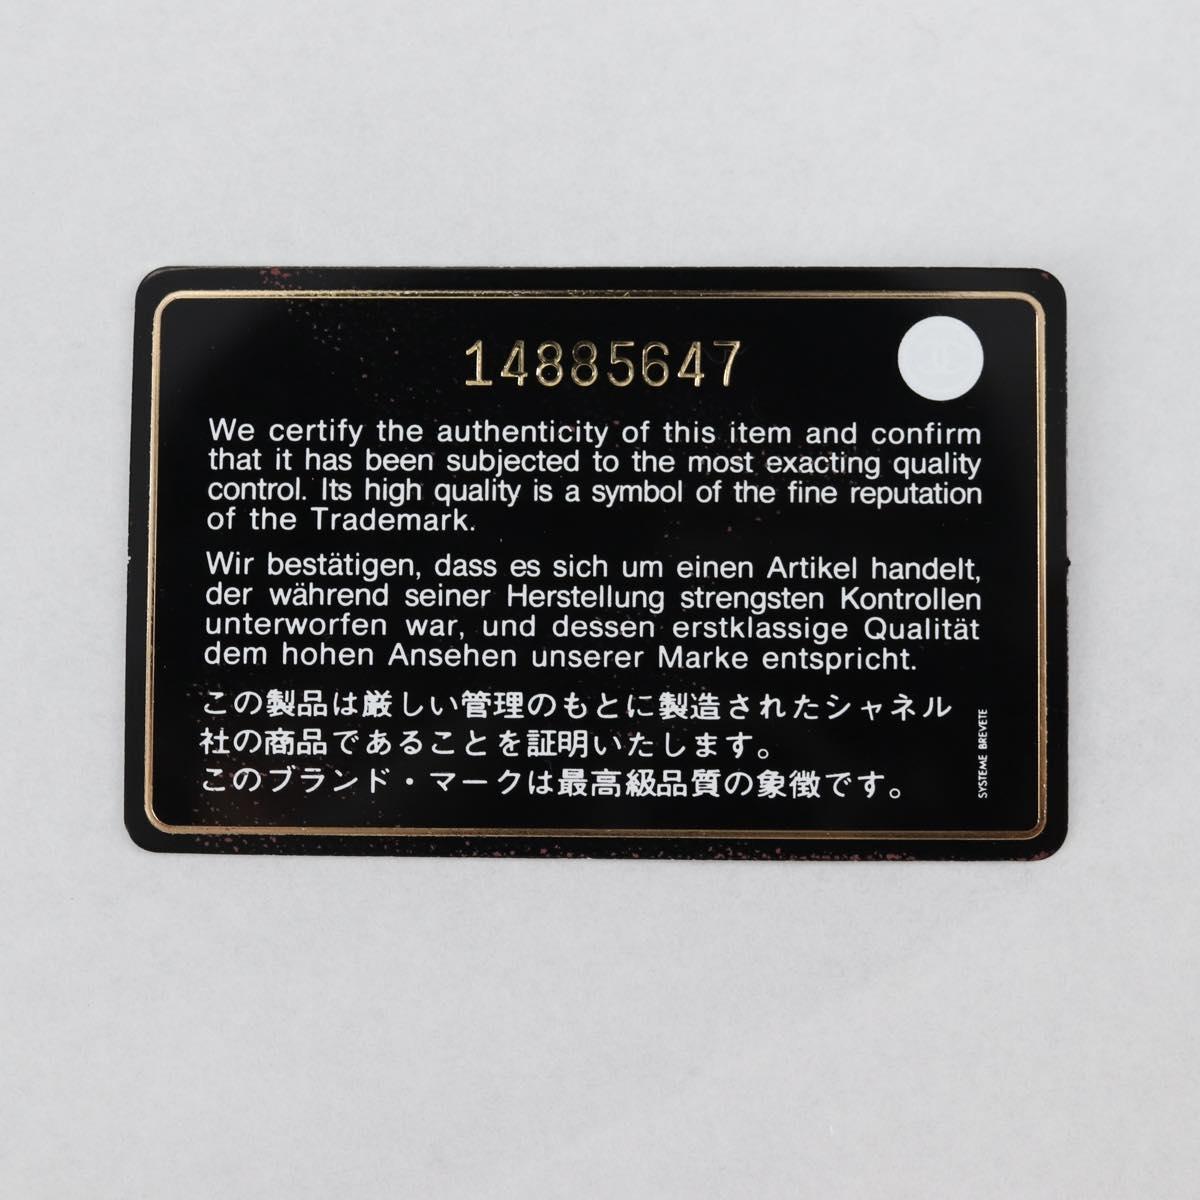 14885647
We certify the authenticity of this item and confirm
that it has been subjected to the most exacting quality
control. Its high quality is a symbol of the fine reputation
of the Trademark.
Wir bestätigen, dass es sich um einen Artikel handelt,
der während seiner Herstellung strengsten Kontrollen
unterworfen war, und dessen erstklassige Qualität
dem hohen Ansehen unserer Marke entspricht.
この製品は厳しい管理のもとに製造されたシャネル
社の商品であることを証明いたします。
このブランド・マークは最高級品質の象徴です。
SYSTEME BREVETE